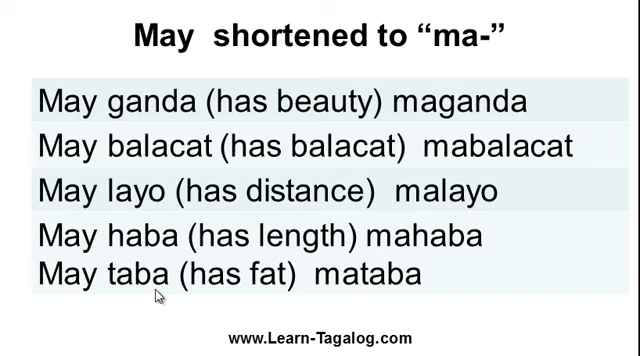 May shortened to “ma-”
May ganda (has beauty) maganda
May balacat (has balacat) mabalacat
May layo (has distance) malayo
May haba (has length) mahaba
May taba (has fat) mataba
www.Learn-Tagalog.com